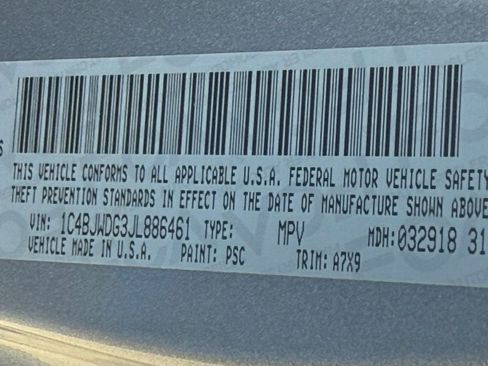 THIS VEHICLE CONFORMS TO ALL APPLICABLE U.S.A. FEDERAL MOTOR VEHICLE SAFETY
THEFT PREVENTION STANDARDS IN EFFECT ON THE DATE OF MANUFACTURE SHOWN ABOVE
VIN: 1C4BJWDG3JL886461 TYPE: MPV MDH: 032918 31
VEHICLE MADE IN U.S.A. PAINT: PSC TRIM: A7X9